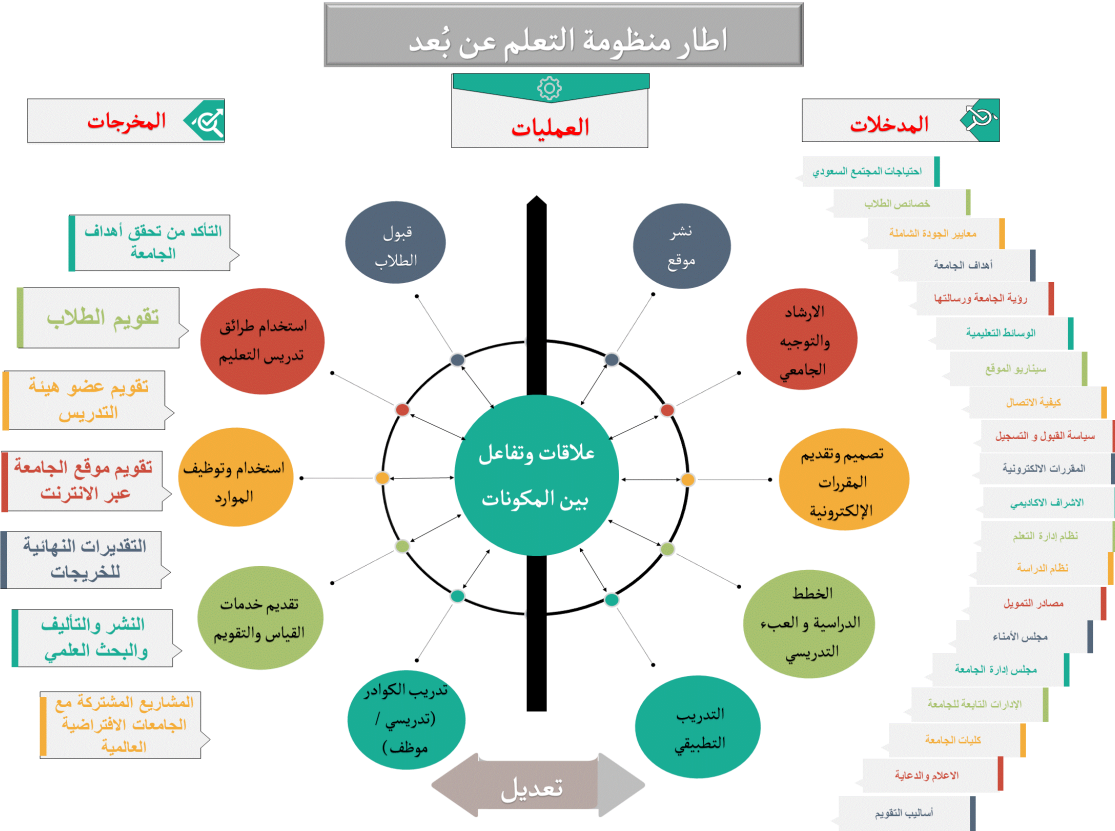 اطار منظومة التعلم عن بُعد
المدخلات
العمليات
المخرجات
احتياجات المجتمع السعودي
خصائص الطلاب
معايير الجودة الشاملة
أهداف الجامعة
رؤية الجامعة ورسالتها
الوسائط التعليمية
سيناريو الموقع
كيفية الاتصال
سياسة القبول و التسجيل
المقررات الالكترونية
الاشراف الاكاديمي
نظام إدارة التعلم
نظام الدراسة
مصادر التمويل
مجلس الأمناء
مجلس إدارة الجامعة
الإدارات التابعة للجامعة
كليات الجامعة
الاعلام والدعاية
أساليب التقويم
نشر
موقع
الارشاد
والتوجيه
الجامعي
تصميم وتقديم
المقررات
الإلكترونية
الخطط
الدراسية و العبء
التدريسي
التدريب
التطبيقي
علاقات وتفاعل
بين المكونات
قبول
الطلاب
استخدام طرائق
تدريس التعليم
استخدام وتوظيف
الموارد
تقديم خدمات
القياس والتقويم
تدريب الكوادر
(تدريسي /
موظف)
تعديل
التأكد من تحقق أهداف
الجامعة
تقويم الطلاب
تقويم عضو هيئة
التدريس
تقويم موقع الجامعة
عبر الانترنت
التقديرات النهائية
للخريجات
النشر والتأليف
والبحث العلمي
المشاريع المشتركة مع
الجامعات الافتراضية
العالمية